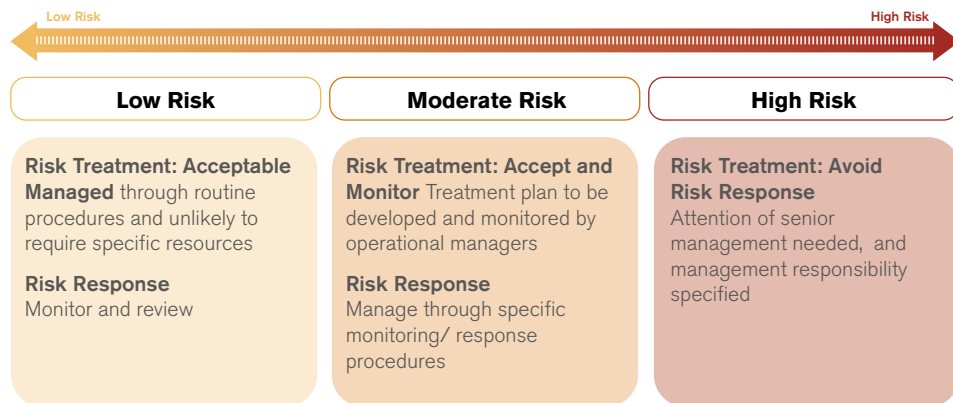 Low Risk
High Risk
Low Risk
Moderate Risk
High Risk
Risk Treatment: Acceptable
Managed through routine
procedures and unlikely to
require specific resources
Risk Response
Monitor and review
Risk Treatment: Accept and
Monitor Treatment plan to be
developed and monitored by
operational managers
Risk Response
Manage through specific
monitoring/ response
procedures
Risk Treatment: Avoid
Risk Response
Attention of senior
management needed, and
management responsibility
specified